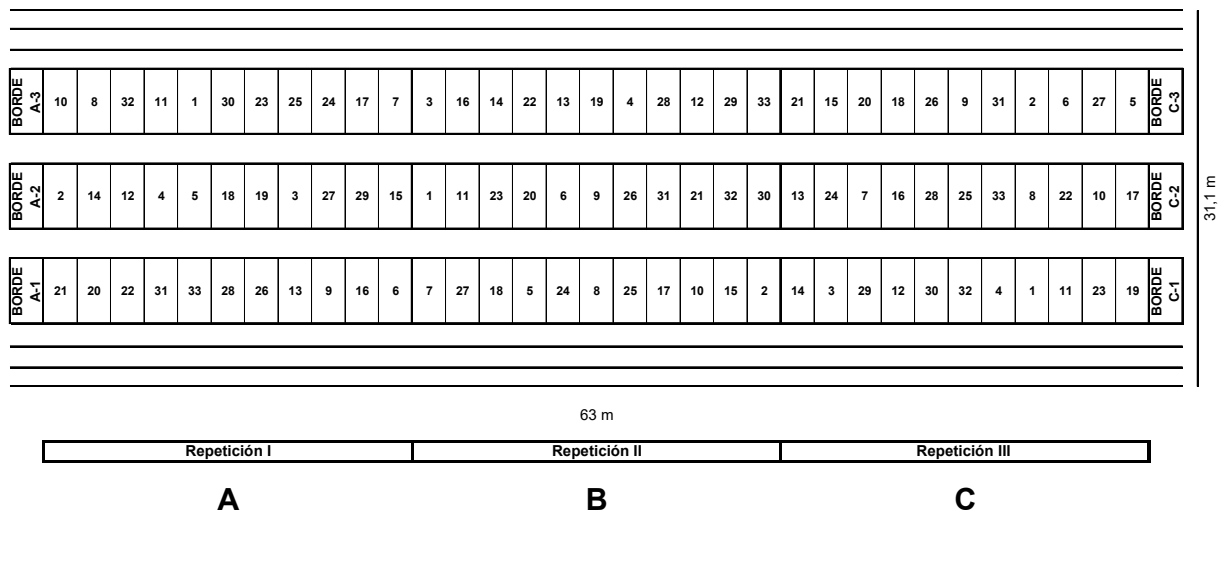 BORDE A-3 10 8 32 11 1 30 23 25 24 17 7 3 16 14 22 13 19 4 28 12 29 33 21 15 20 18 26 9 31 2 6 27 5 BORDE C-3
BORDE A-2 2 14 12 4 5 18 19 3 27 29 15 1 11 23 20 6 9 26 31 21 32 30 13 24 7 16 28 25 33 8 22 10 17 BORDE C-2
31,1 m
BORDE A-1 21 20 22 31 33 28 26 13 9 16 6 7 27 18 5 24 8 25 17 10 15 2 14 3 29 12 30 32 4 1 11 23 19 BORDE C-1
63 m
Repetición I Repetición II Repetición III
A B C